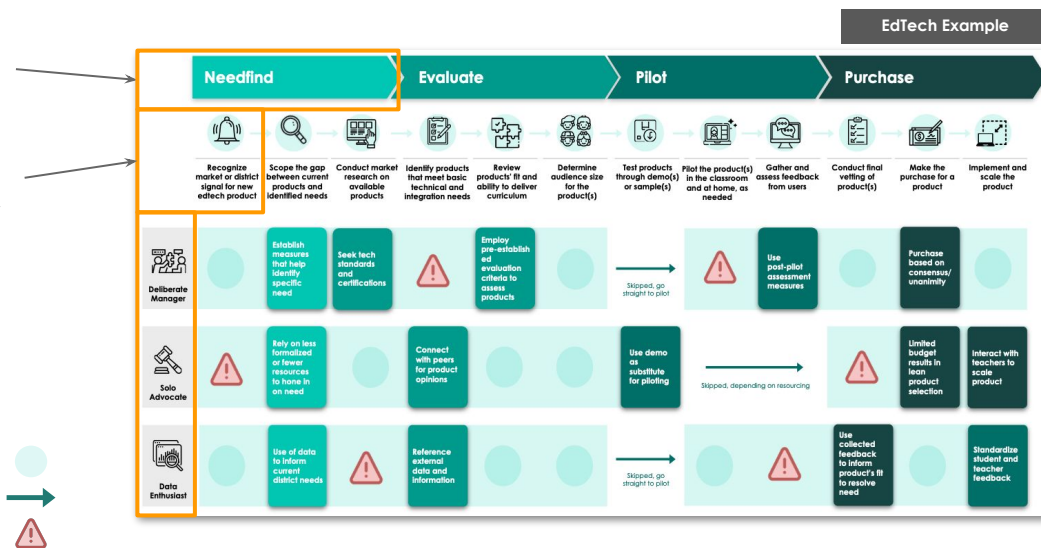 EdTech Example
Needfind
Evaluate
Pilot
Purchase
Recognize
market or district
signal for new
edtech product
Scope the gap
between current
products and
identified needs
Conduct market
research on
available
products
Identify products
that meet basic
technical and
integration needs
Review
products' fit and
ability to deliver
curriculum
Determine
audience size
for the
product(s)
Test products
through demo(s)
or sample(s)
Pilot the product(s)
in the classroom
and at home, as
needed
Gather and
assess feedback
from users
Conduct final
vetting of
product(s)
Make the
purchase for a
product
Implement and
scale the
product
Deliberate
Manager
Establish
measures
that help
identify
specific
need
Seek tech
standards
and
certifications
Employ
pre-establish
ed
evaluation
criteria to
assess
products
Skipped, go
straight to pilot
Use
post-pilot
assessment
measures
Purchase
based on
consensus/
unanimity
Solo
Advocate
Rely on less
formalized
or fewer
resources
to hone in
on need
Connect
with peers
for product
opinions
Use demo
as
substitute
for piloting
Skipped, depending on resourcing
Limited
budget
results in
lean
product
selection
Interact with
teachers to
scale
product
Data
Enthusiast
Use of data
to inform
current
district needs
Reference
external
data and
information
Skipped, go
straight to pilot
Use
collected
feedback
to inform
product's fit
to resolve
need
Standardize
student and
teacher
feedback